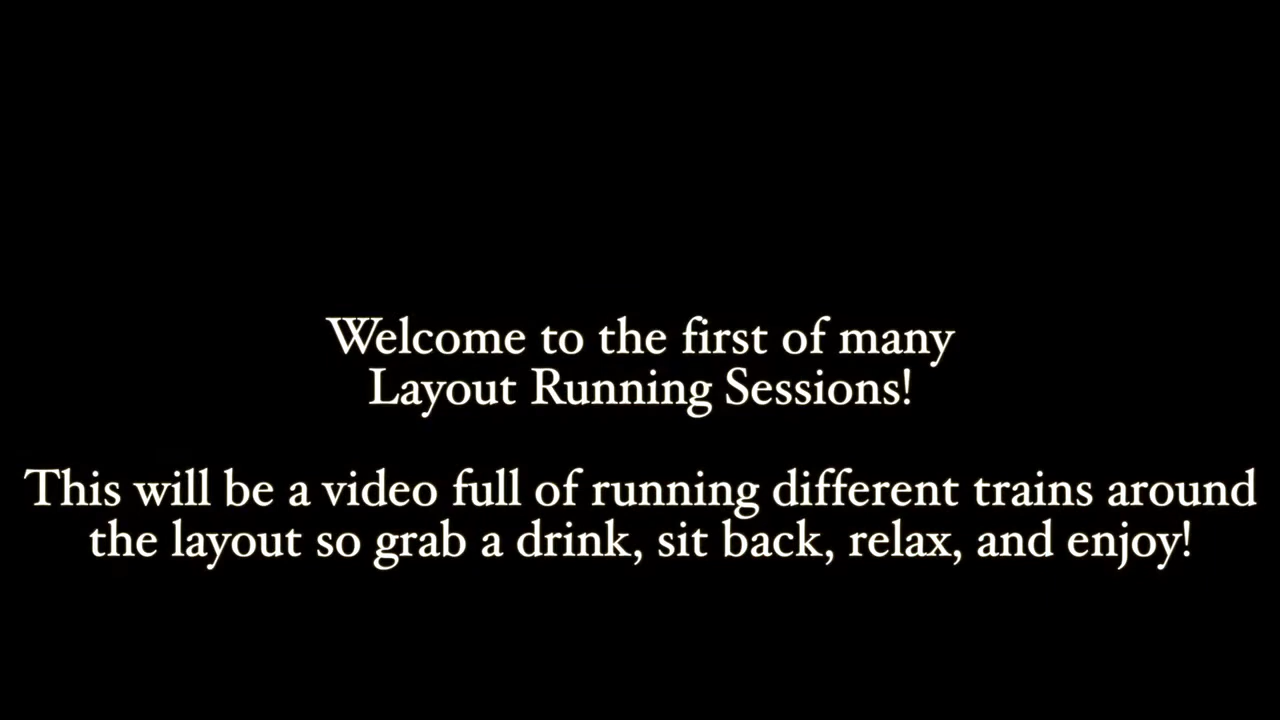 Welcome to the first of many
Layout Running Sessions!
This will be a video full of running different trains around
the layout so grab a drink, sit back, relax, and enjoy!